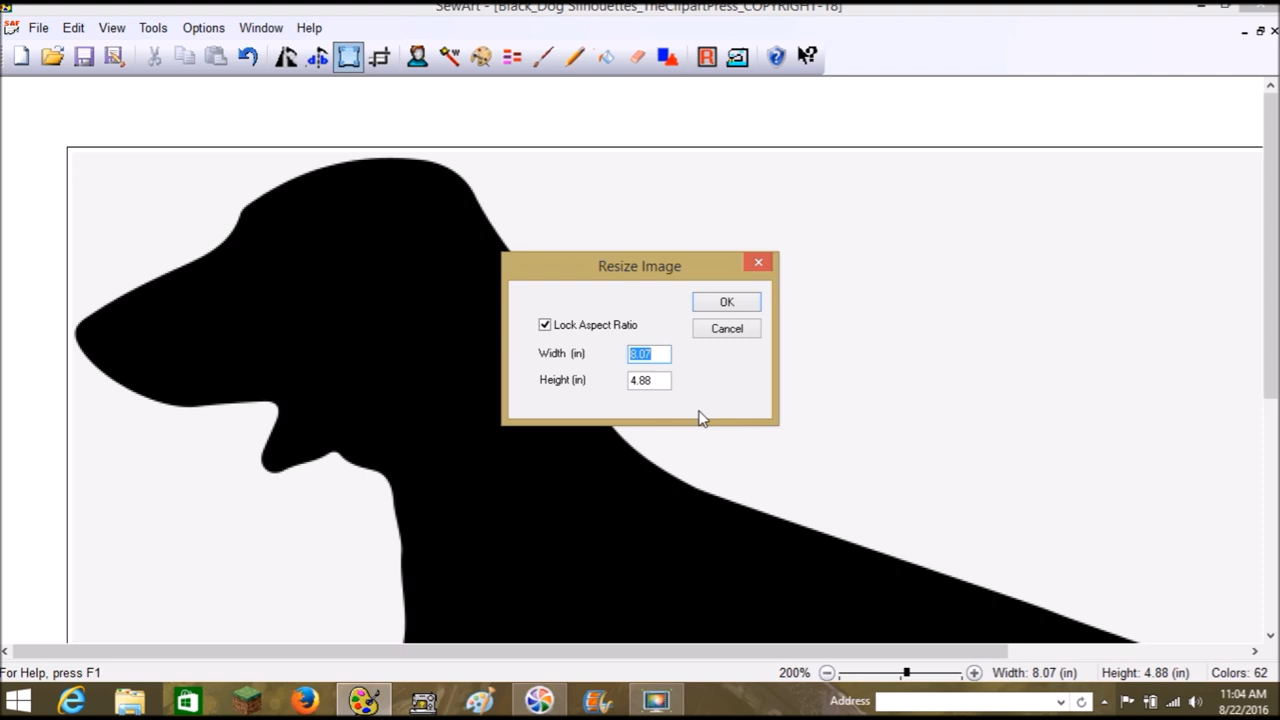 SewArt - [Black_Dog Silhouettes_TheClipartPress_COPYRIGHT-18]
SAF File Edit View Tools Options Window Help
R
Resize Image
OK
Lock Aspect Ratio
Cancel
Width (in) 8.07
Height (in) 4.88
For Help, press F1 200% Width: 8.07 (in) Height: 4.88 (in) Colors: 62
Address 11:04 AM
8/22/2016